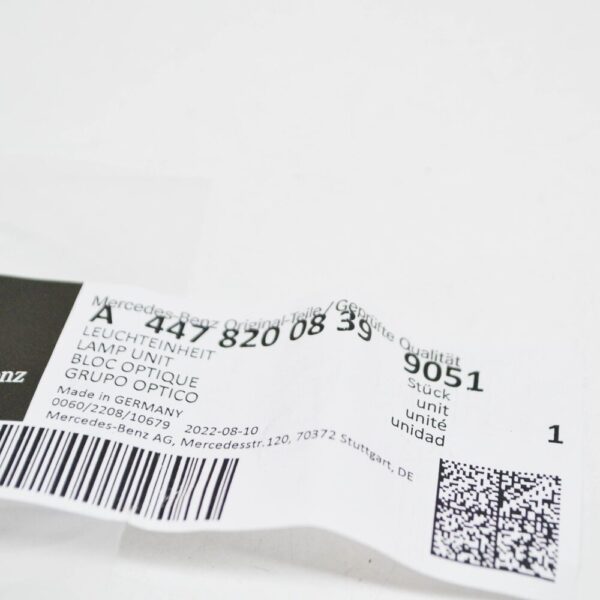 nz
Mercedes-Benz Original-Teile/Geprüfte Qualität
A 447 820 08 39 9051
LEUCHTEINHEIT
LAMP UNIT
BLOC OPTIQUE
GRUPO OPTICO
Stück
unit
unité
unidad
1
Made in GERMANY
0060/2208/10679 2022-08-10
Mercedes-Benz AG, Mercedesstr.120, 70372 Stuttgart, DE